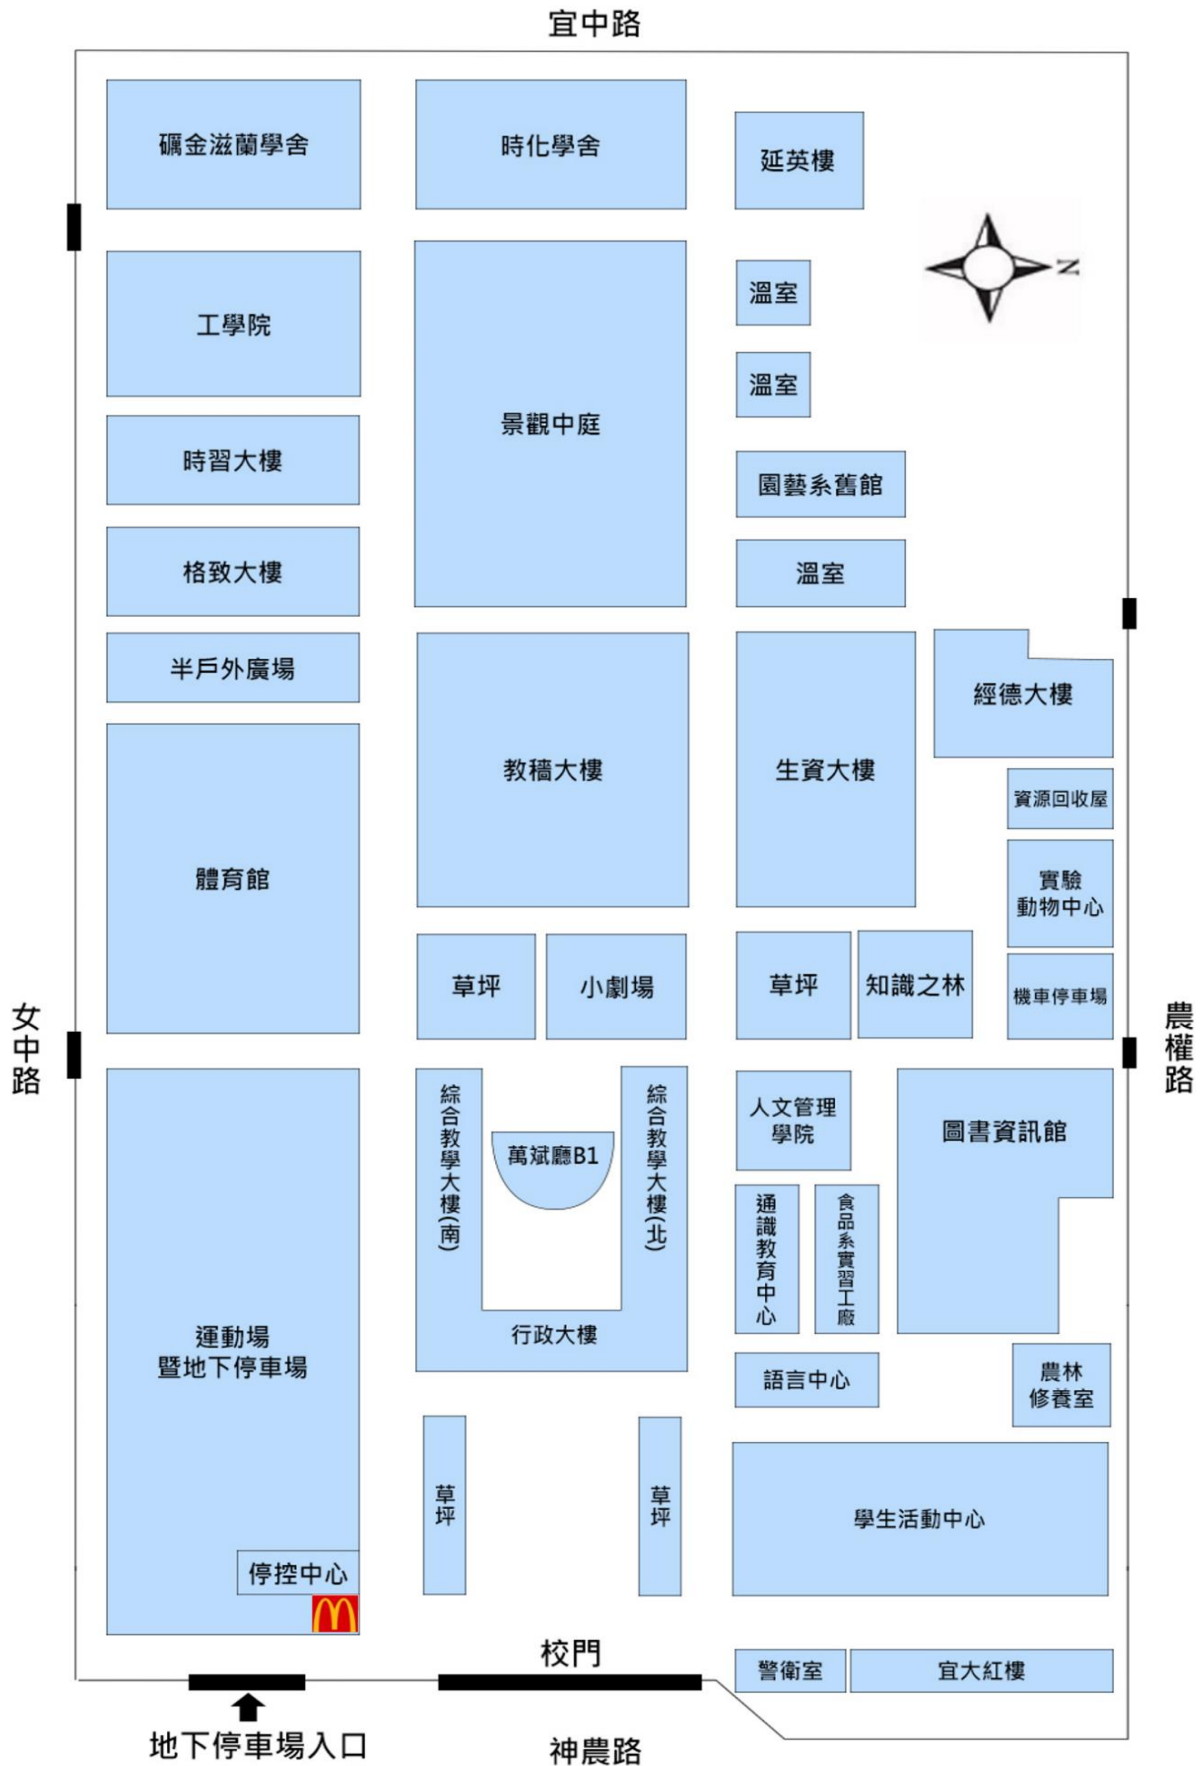 宜中路
礪金滋蘭學舍
時化學舍
延英樓
N
工學院
溫室
溫室
景觀中庭
時習大樓
園藝系舊館
格致大樓
溫室
半戶外廣場
經德大樓
教穡大樓
生資大樓
資源回收屋
體育館
實驗
動物中心
草坪
小劇場
草坪
知識之林
機車停車場
女中路
農權路
綜合教學大樓(南)
萬斌廳B1
綜合教學大樓(北)
人文管理
學院
圖書資訊館
通識教育中心
食品系實習工廠
行政大樓
運動場
暨地下停車場
語言中心
農林
修養室
草坪
草坪
學生活動中心
停控中心
校門
警衛室
宜大紅樓
地下停車場入口
神農路